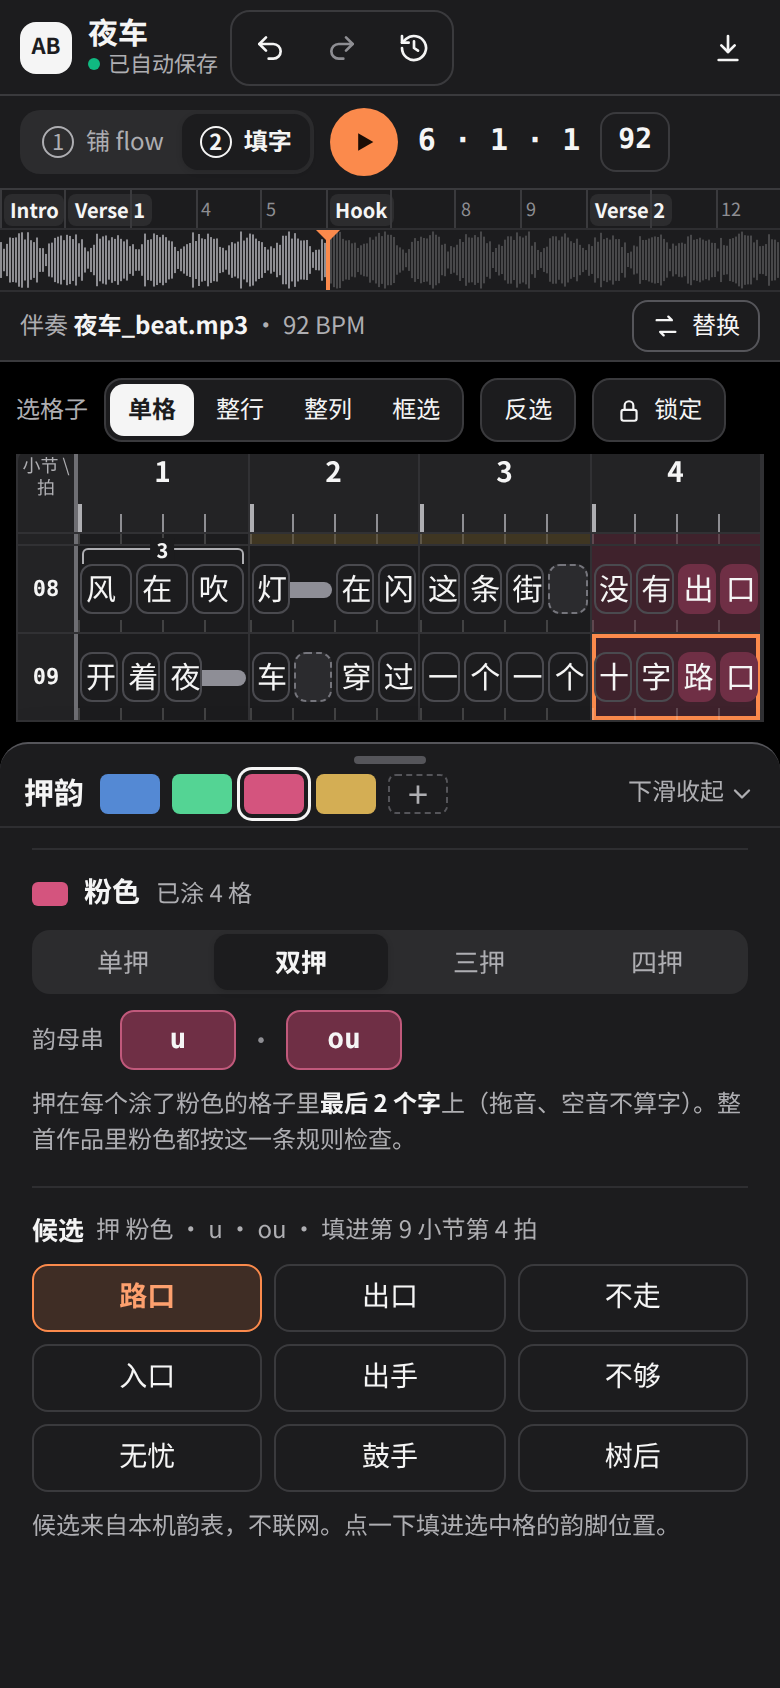 AB 夜车
已自动保存
1 铺 flow 2 填字 6 · 1 · 1 92
Intro Verse 1 4 5 Hook 8 9 Verse 2 12
伴奏 夜车_beat.mp3 · 92 BPM 替换
选格子 单格 整行 整列 框选 反选 锁定
小节 \ 拍 1 2 3 4
3
08 风 在 吹 灯 在 闪 这 条 街 没 有 出 口
09 开 着 夜 车 穿 过 一 个 一 个 十 字 路 口
押韵 + 下滑收起
粉色 已涂 4 格
单押 双押 三押 四押
韵母串 u · ou
押在每个涂了粉色的格子里最后 2 个字上（拖音、空音不算字）。整
首作品里粉色都按这一条规则检查。
候选 押 粉色 · u · ou · 填进第 9 小节第 4 拍
路口 出口 不走
入口 出手 不够
无忧 鼓手 树后
候选来自本机韵表，不联网。点一下填进选中格的韵脚位置。